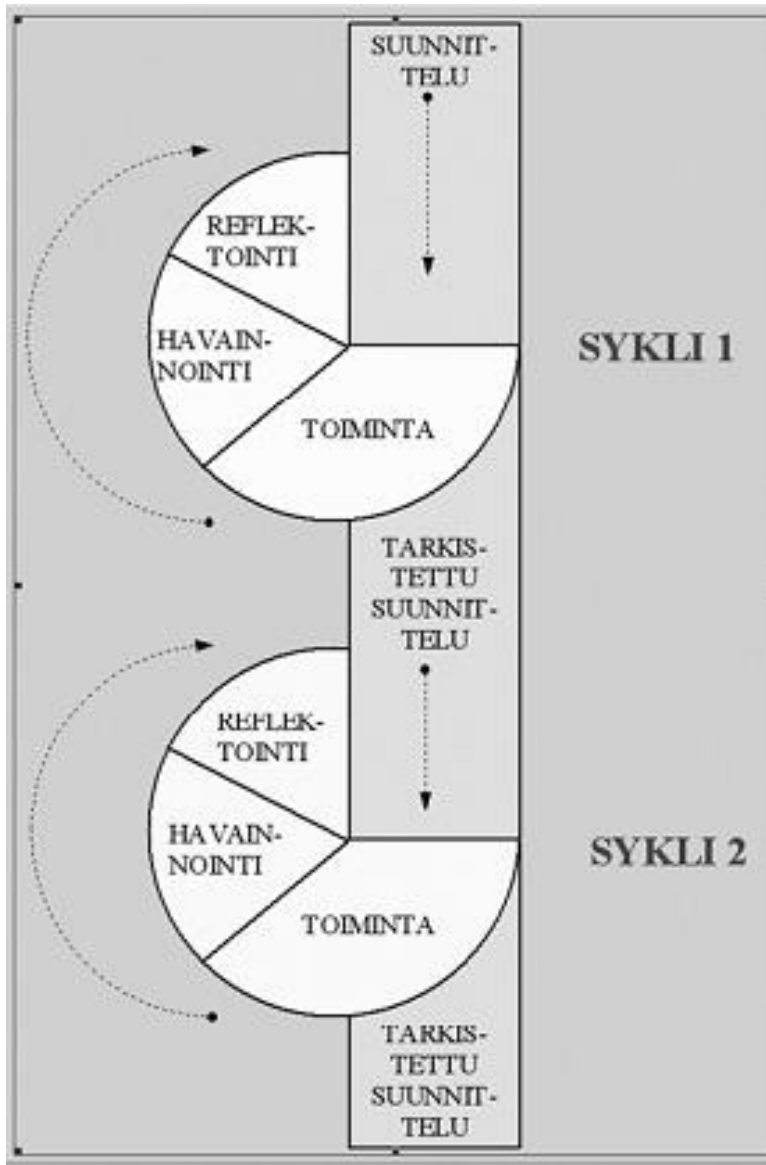 SUUNNIT-
TELU
REFLEK-
TOINTI
HAVAIN-
NOINTI
TOIMINTA
SYKLI 1
TARKIS-
TETTU
SUUNNIT-
TELU
REFLEK-
TOINTI
HAVAIN-
NOINTI
TOIMINTA
SYKLI 2
TARKIS-
TETTU
SUUNNIT-
TELU